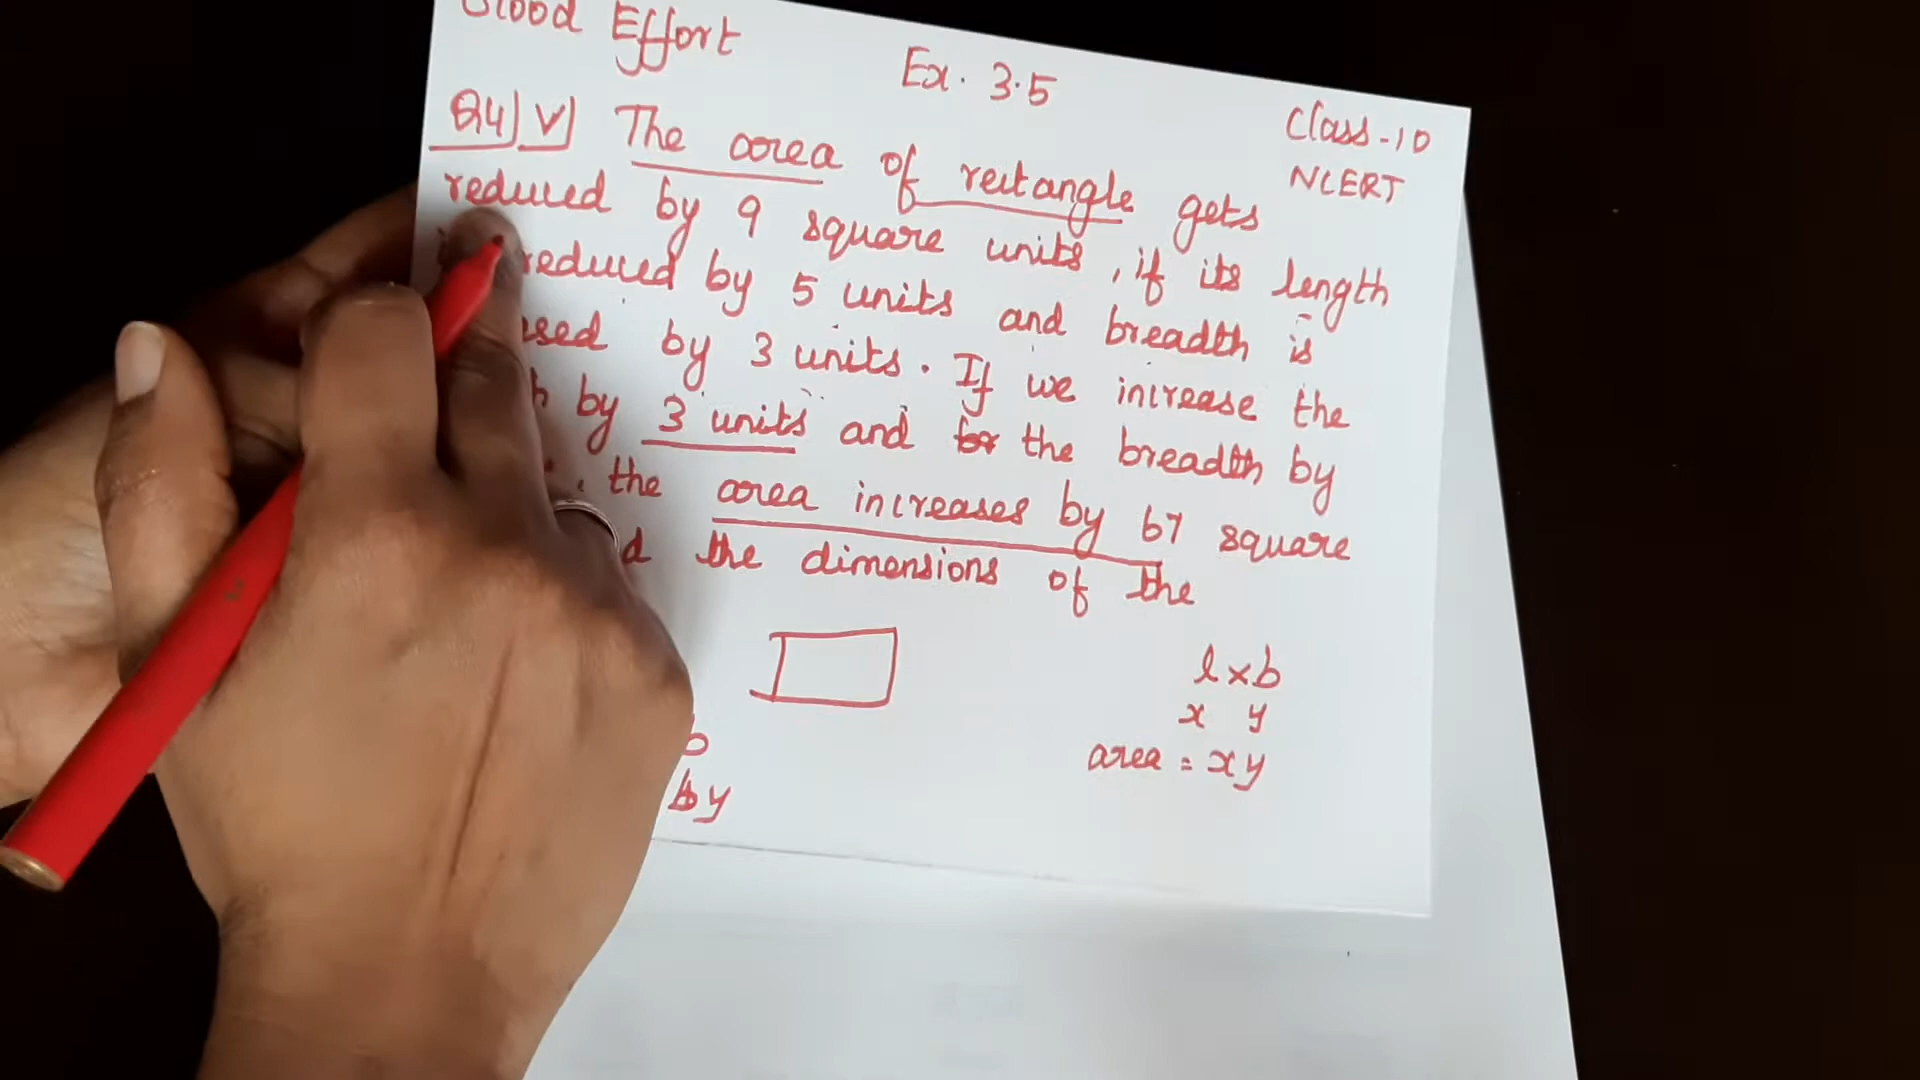 Effort
Ex. 3.5
Class-10
NCERT
Q4] V] The area of rectangle gets
reduced by 9 square units, if its length
reduced by 5 units and breadth is
by 3 units. If we increase the
by 3 units and the breadth by
the area increases by 67 square
the dimensions of the
l x b
x y
area = xy
b
by